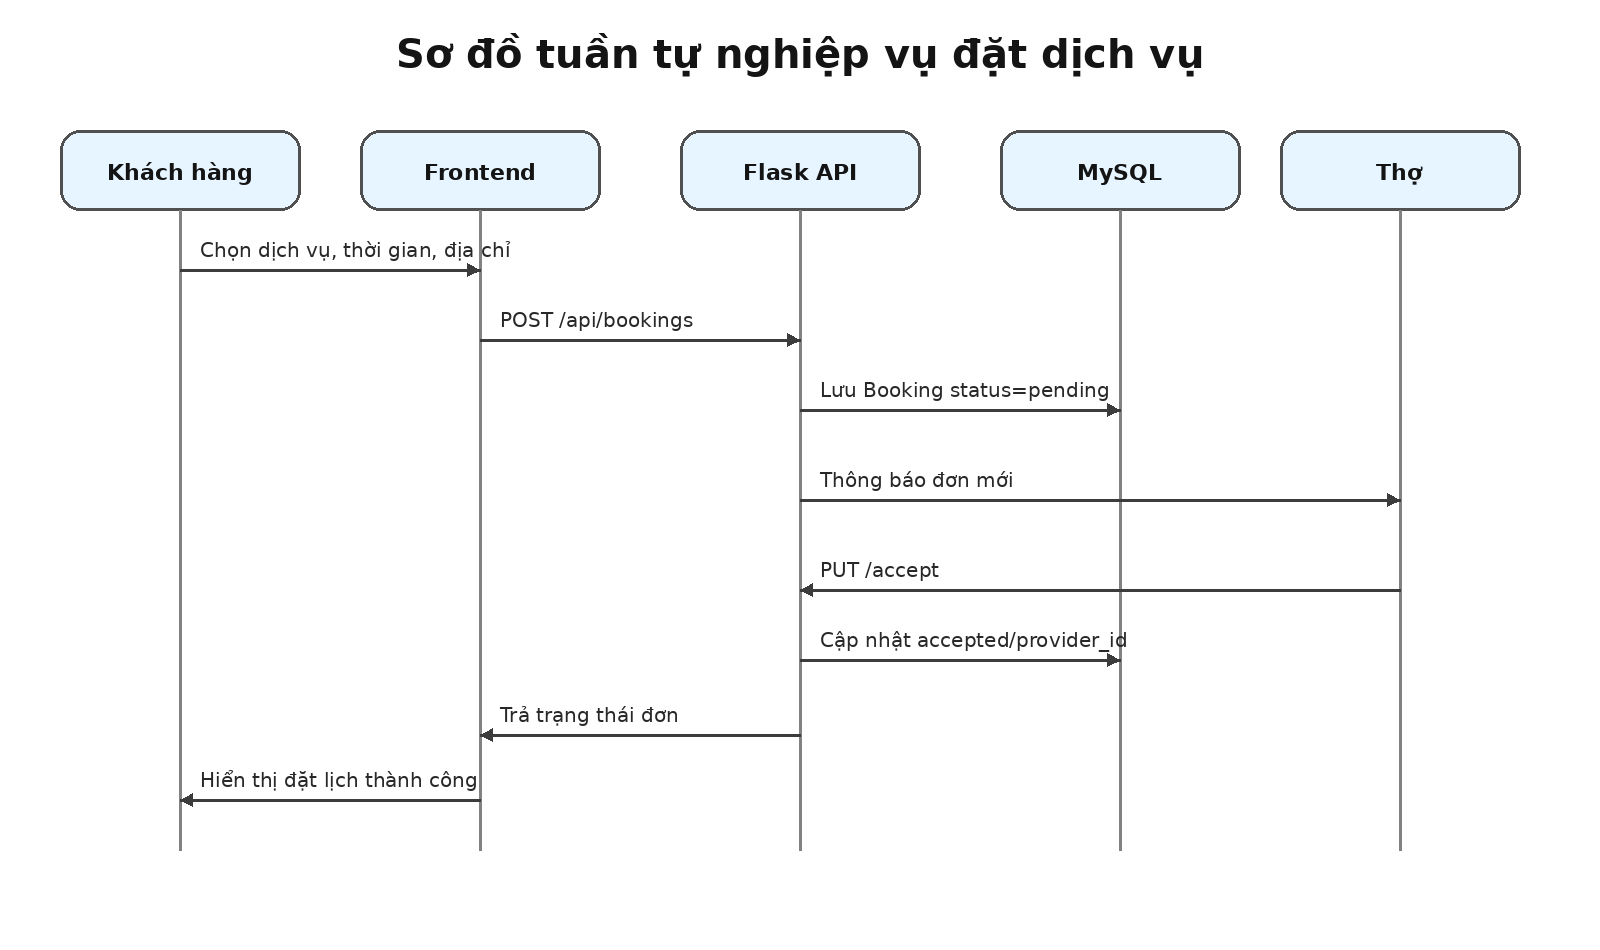 Sơ đồ tuần tự nghiệp vụ đặt dịch vụ
Khách hàng
Frontend
Flask API
MySQL
Thợ
Chọn dịch vụ, thời gian, địa chỉ
POST /api/bookings
Lưu Booking status=pending
Thông báo đơn mới
PUT /accept
Cập nhật accepted/provider_id
Trả trạng thái đơn
Hiển thị đặt lịch thành công